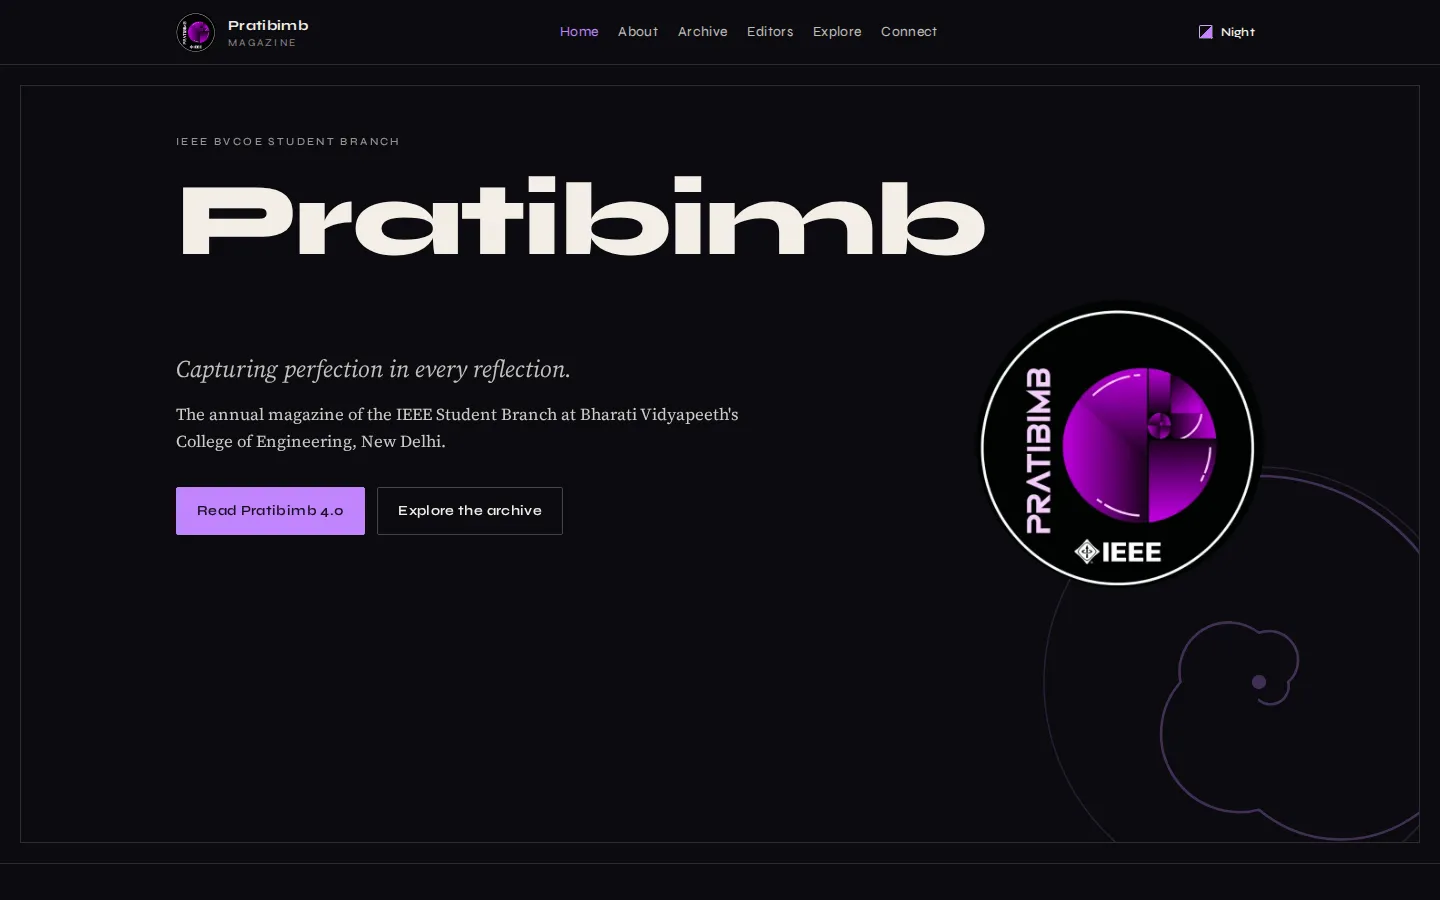 Pratibimb
MAGAZINE
Home About Archive Editors Explore Connect
Night
IEEE BVCOE STUDENT BRANCH
Pratibimb
Capturing perfection in every reflection.
The annual magazine of the IEEE Student Branch at Bharati Vidyapeeth's
College of Engineering, New Delhi.
Read Pratibimb 4.0
Explore the archive
PRATIBIMB
IEEE